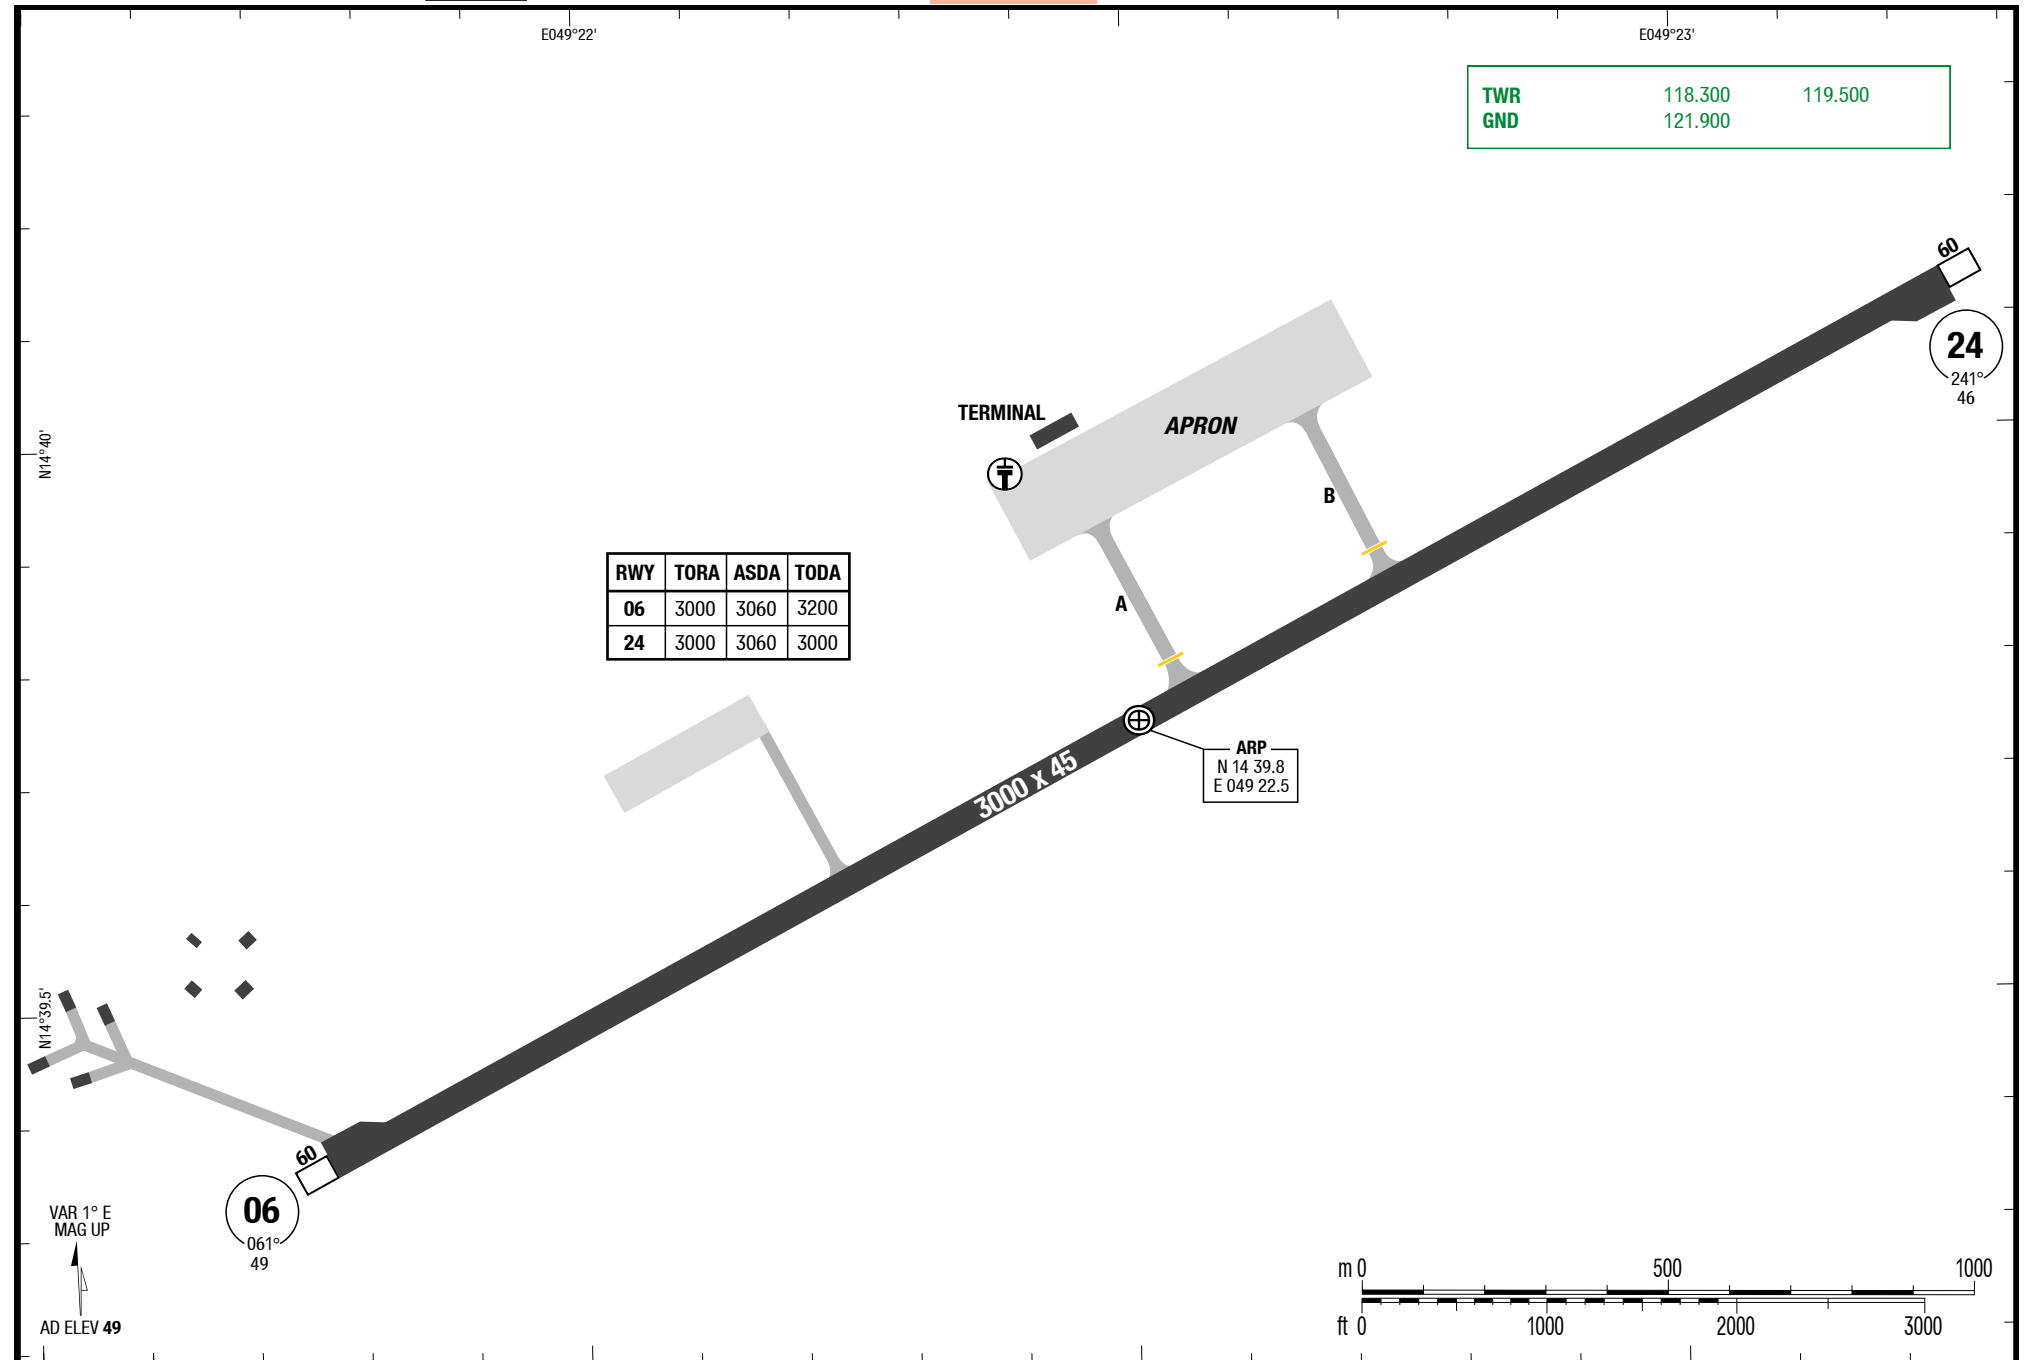 E049°22'
E049°23'
TWR 118.300 119.500
GND 121.900
60
24
241°
46
TERMINAL
APRON
N14°40'
B
RWY TORA ASDA TODA
06 3000 3060 3200
24 3000 3060 3000
A
3000 x 45
ARP
N 14 39.8
E 049 22.5
N14°39.5'
60
06
061°
49
VAR 1° E
MAG UP
AD ELEV 49
m 0 500 1000
ft 0 1000 2000 3000